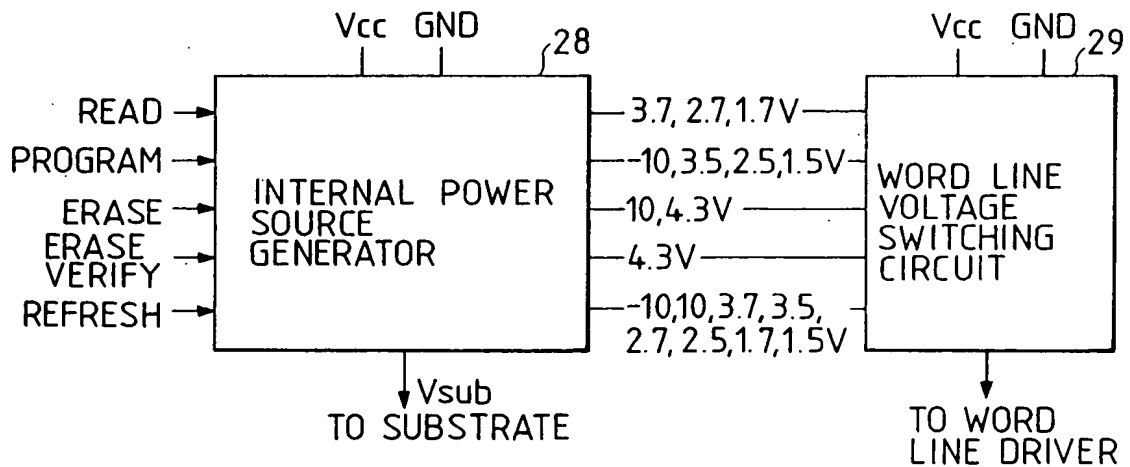 Vcc GND 28
Vcc GND 29
READ
3.7, 2.7, 1.7V
PROGRAM
-10, 3.5, 2.5, 1.5V
INTERNAL POWER
SOURCE
GENERATOR
WORD LINE
VOLTAGE
SWITCHING
CIRCUIT
ERASE
10, 4.3V
ERASE
VERIFY
4.3V
REFRESH
-10, 10, 3.7, 3.5,
2.7, 2.5, 1.7, 1.5V
Vsub
TO SUBSTRATE
TO WORD
LINE DRIVER